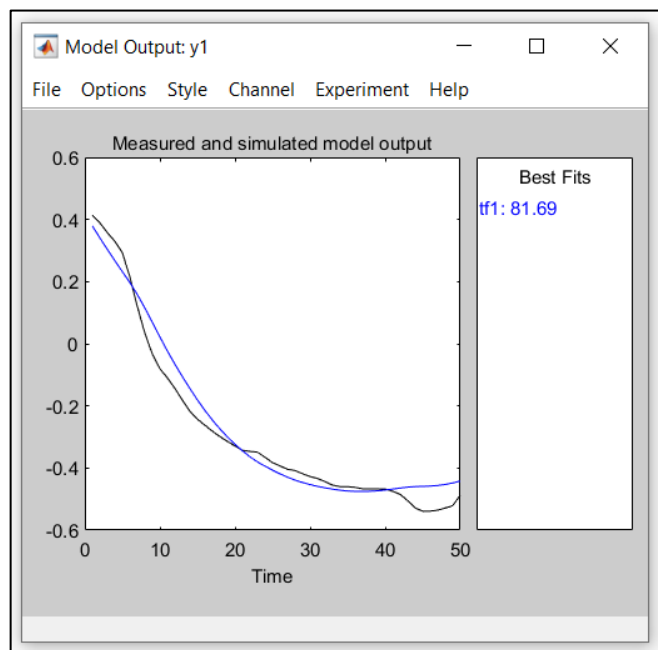 Model Output: y1
File Options Style Channel Experiment Help
Measured and simulated model output
Best Fits
tf1: 81.69
0.6
0.4
0.2
0
-0.2
-0.4
-0.6
0 10 20 30 40 50
Time